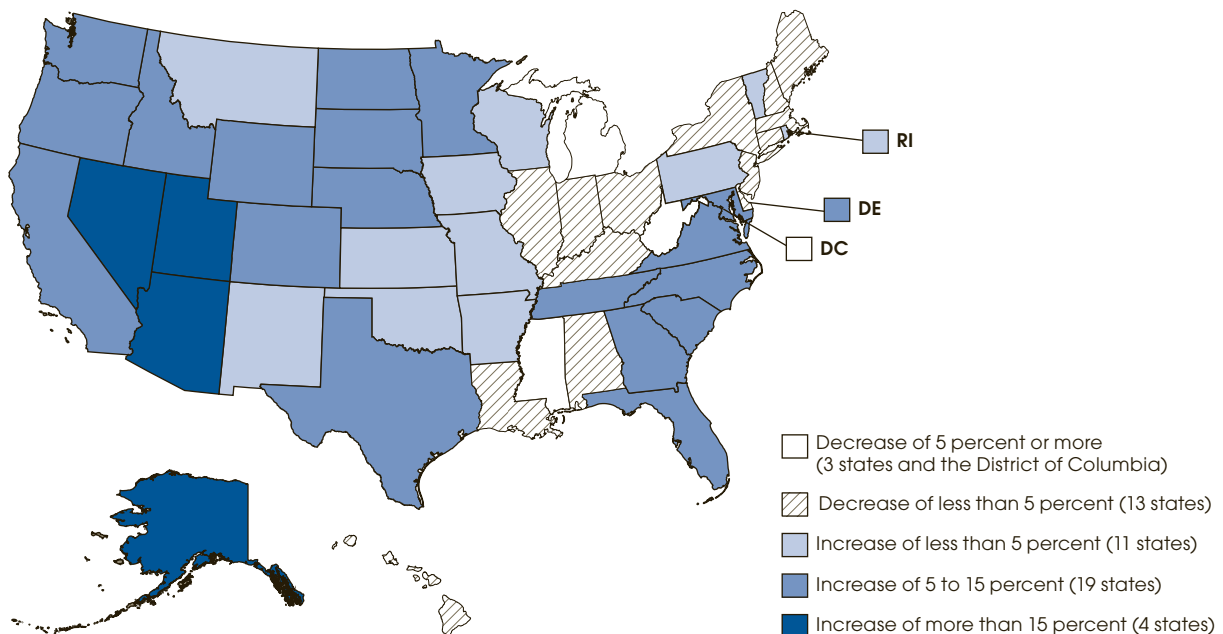 RI
DE
DC
Decrease of 5 percent or more
(3 states and the District of Columbia)
Decrease of less than 5 percent (13 states)
Increase of less than 5 percent (11 states)
Increase of 5 to 15 percent (19 states)
Increase of more than 15 percent (4 states)